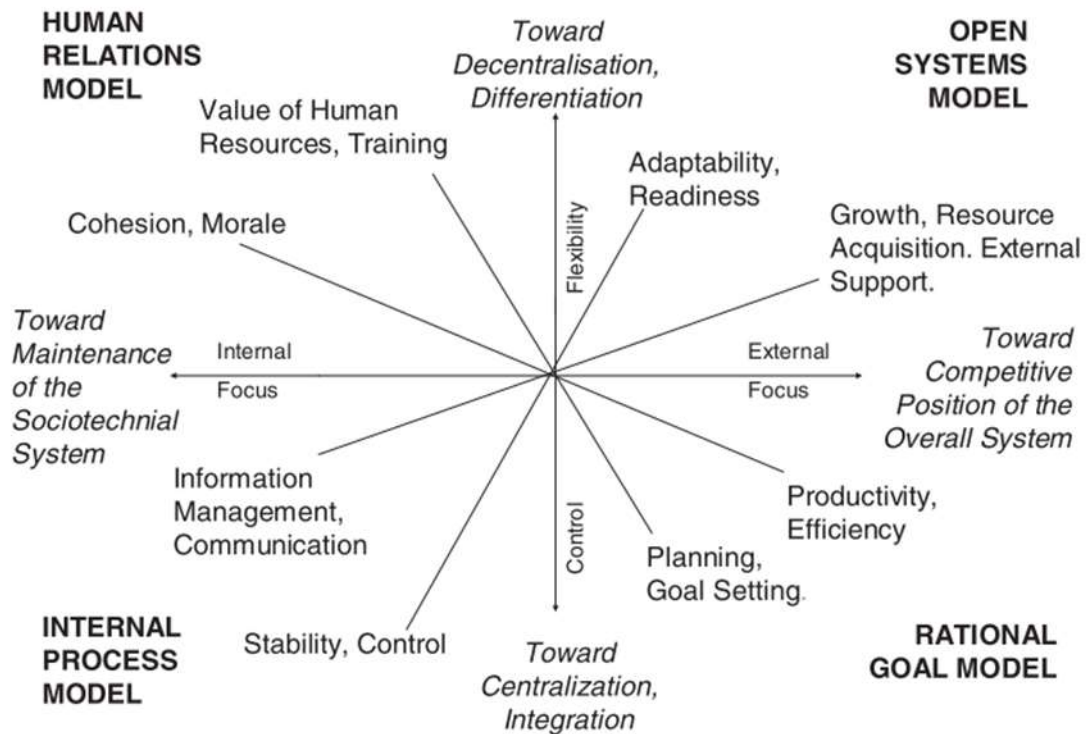 HUMAN
RELATIONS
MODEL
Toward
Decentralisation,
Differentiation
OPEN
SYSTEMS
MODEL
Value of Human
Resources, Training
Adaptability,
Readiness
Cohesion, Morale
Flexibility
Growth, Resource
Acquisition. External
Support.
Toward
Maintenance
of the
Sociotechnial
System
Internal
Focus
External
Focus
Toward
Competitive
Position of the
Overall System
Information
Management,
Communication
Control
Productivity,
Efficiency
Planning,
Goal Setting.
INTERNAL
PROCESS
MODEL
Stability, Control
Toward
Centralization,
Integration
RATIONAL
GOAL MODEL